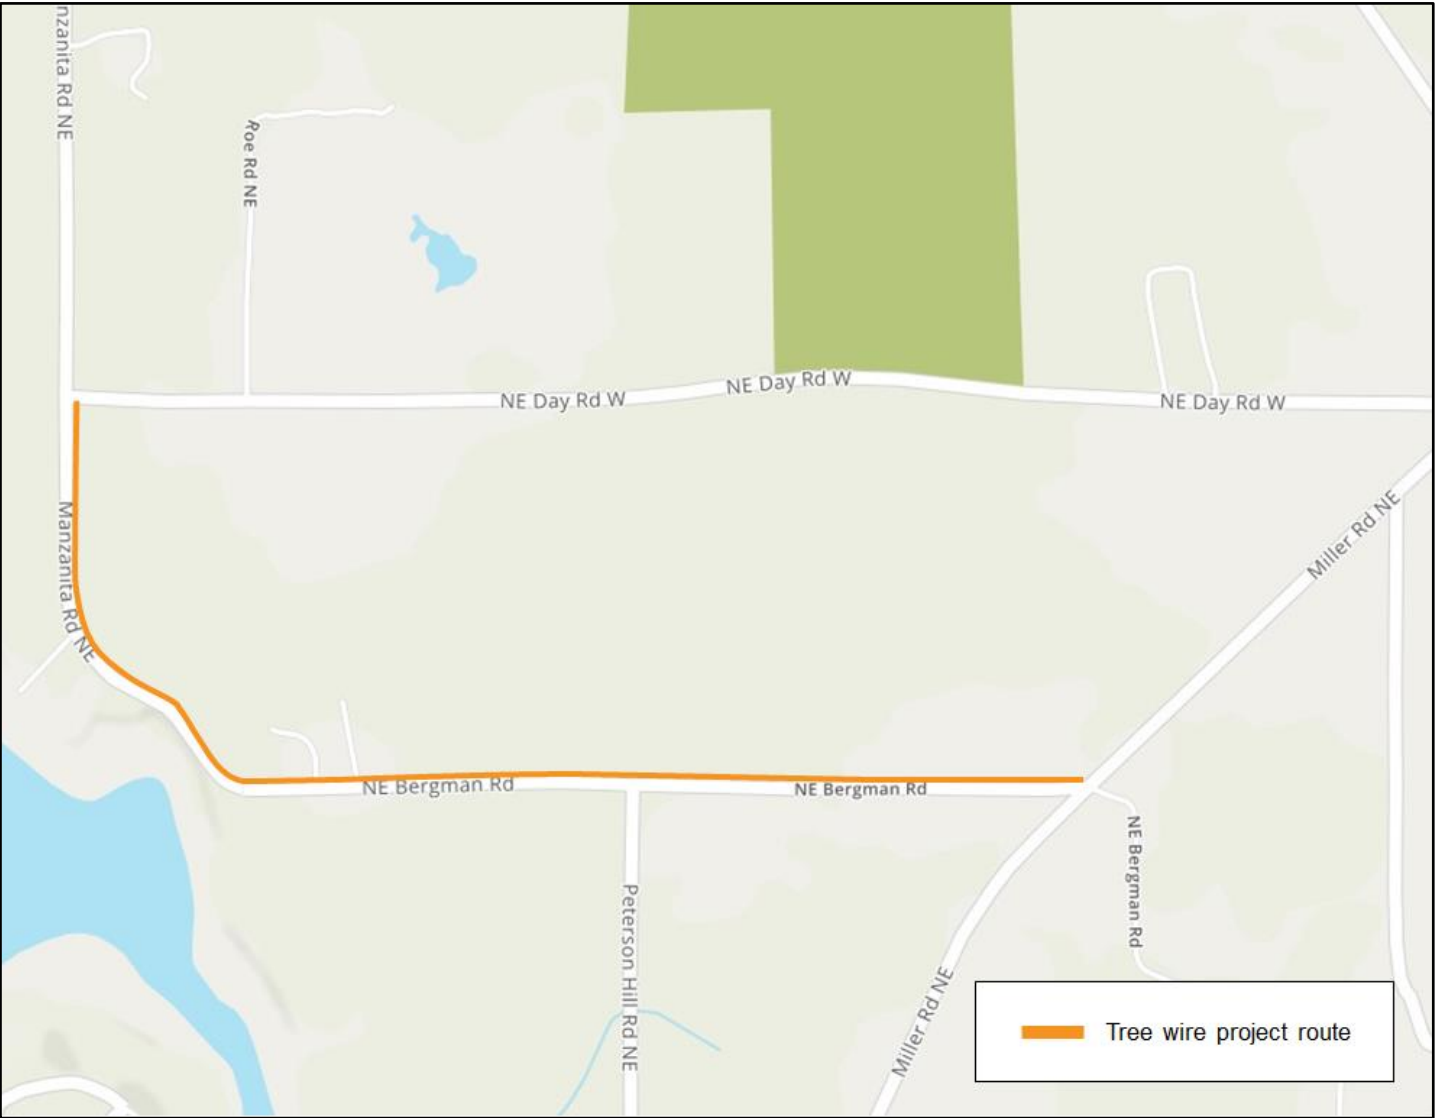 nzanita Rd NE
Roe Rd NE
NE Day Rd W
NE Day Rd W
NE Day Rd W
Manzanita Rd NE
Miller Rd NE
NE Bergman Rd
NE Bergman Rd
NE Bergman Rd
Peterson Hill Rd NE
Miller Rd NE
Tree wire project route